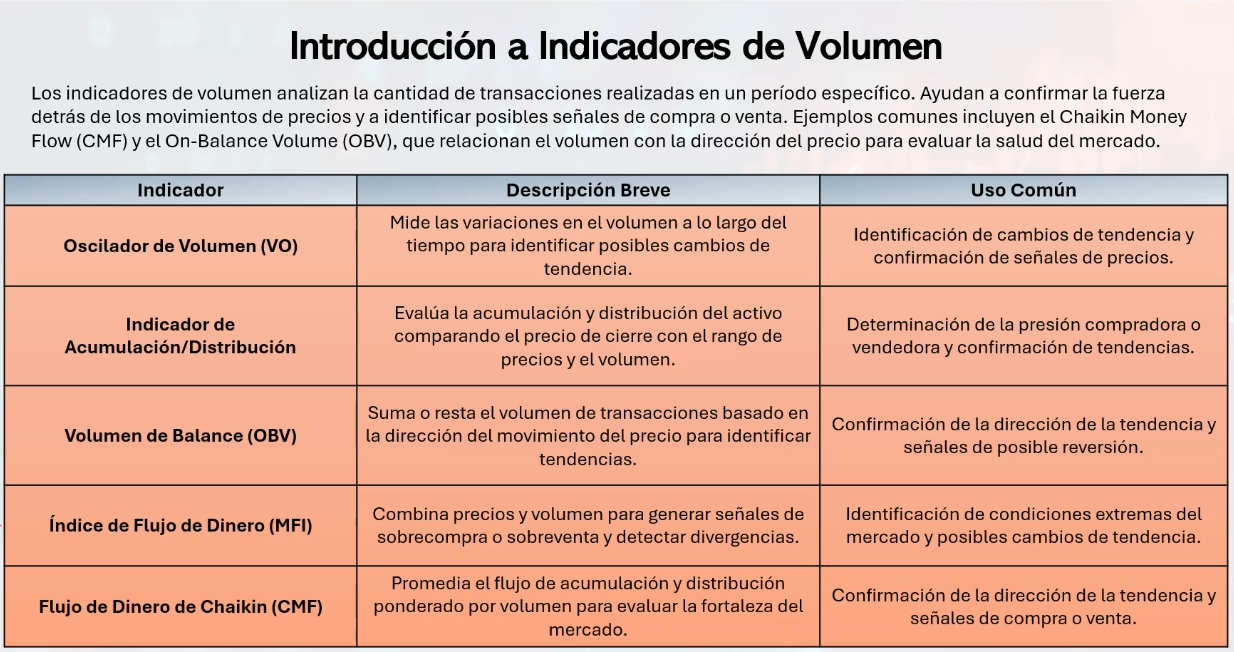 Introducción a Indicadores de Volumen
Los indicadores de volumen analizan la cantidad de transacciones realizadas en un período específico. Ayudan a confirmar la fuerza
detrás de los movimientos de precios y a identificar posibles señales de compra o venta. Ejemplos comunes incluyen el Chaikin Money
Flow (CMF) y el On-Balance Volume (OBV), que relacionan el volumen con la dirección del precio para evaluar la salud del mercado.
Indicador
Descripción Breve
Uso Común
Oscilador de Volumen (VO)
Mide las variaciones en el volumen a lo largo del
tiempo para identificar posibles cambios de
tendencia.
Identificación de cambios de tendencia y
confirmación de señales de precios.
Indicador de
Acumulación/Distribución
Evalúa la acumulación y distribución del activo
comparando el precio de cierre con el rango de
precios y el volumen.
Determinación de la presión compradora o
vendedora y confirmación de tendencias.
Volumen de Balance (OBV)
Suma o resta el volumen de transacciones basado en
la dirección del movimiento del precio para identificar
tendencias.
Confirmación de la dirección de la tendencia y
señales de posible reversión.
Índice de Flujo de Dinero (MFI)
Combina precios y volumen para generar señales de
sobrecompra o sobreventa y detectar divergencias.
Identificación de condiciones extremas del
mercado y posibles cambios de tendencia.
Flujo de Dinero de Chaikin (CMF)
Promedia el flujo de acumulación y distribución
ponderado por volumen para evaluar la fortaleza del
mercado.
Confirmación de la dirección de la tendencia y
señales de compra o venta.